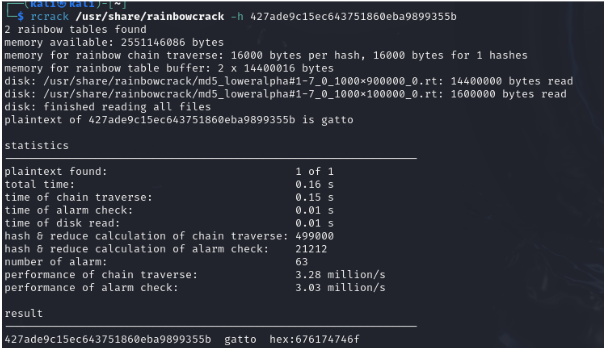 (kali㉿kali)-[~]
$ rcrack /usr/share/rainbowcrack -h 427ade9c15ec643751860eba9899355b
2 rainbow tables found
memory available: 2551146086 bytes
memory for rainbow chain traverse: 16000 bytes per hash, 16000 bytes for 1 hashes
memory for rainbow table buffer: 2 x 14400016 bytes
disk: /usr/share/rainbowcrack/md5_loweralpha#1-7_0_1000×900000_0.rt: 14400000 bytes read
disk: /usr/share/rainbowcrack/md5_loweralpha#1-7_0_1000×100000_0.rt: 1600000 bytes read
disk: finished reading all files
plaintext of 427ade9c15ec643751860eba9899355b is gatto
statistics
plaintext found: 1 of 1
total time: 0.16 s
time of chain traverse: 0.15 s
time of alarm check: 0.01 s
time of disk read: 0.01 s
hash & reduce calculation of chain traverse: 499000
hash & reduce calculation of alarm check: 21212
number of alarm: 63
performance of chain traverse: 3.28 million/s
performance of alarm check: 3.03 million/s
result
427ade9c15ec643751860eba9899355b gatto hex:676174746f